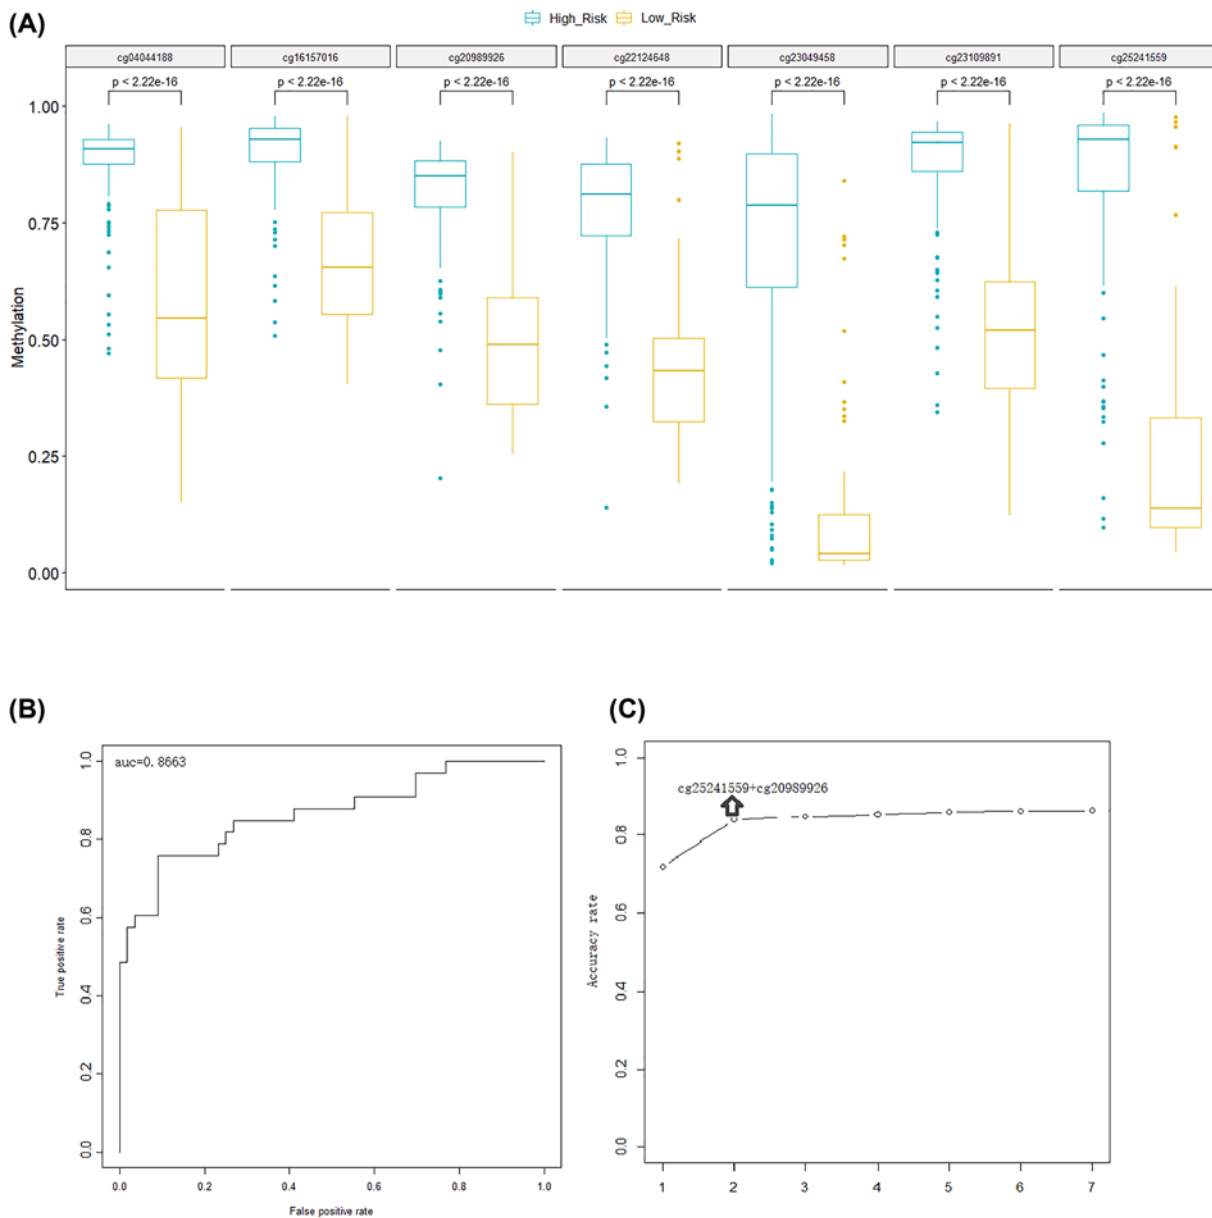 (A)
High_Risk Low_Risk
cg04044188 cg16157016 cg20989926 cg22124648 cg23049458 cg23109891 cg25241559
p < 2.22e-16 p < 2.22e-16 p < 2.22e-16 p < 2.22e-16 p < 2.22e-16 p < 2.22e-16 p < 2.22e-16
1.00
0.75
0.50
0.25
0.00
Methylation
(B)
auc=0.8663
1.0
0.8
0.6
0.4
0.2
0.0
True positive rate
0.0 0.2 0.4 0.6 0.8 1.0
False positive rate
(C)
cg25241559+cg20989926
1.0
0.8
0.6
0.4
0.2
0.0
Accuracy rate
1 2 3 4 5 6 7